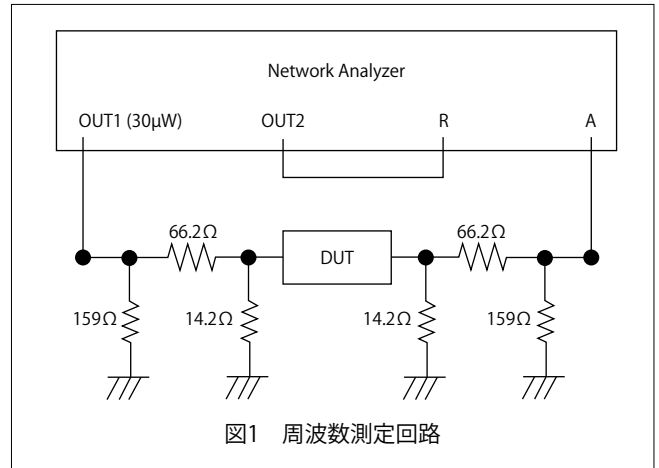 Network Analyzer
OUT1 (30μW) OUT2 R A
66.2Ω 66.2Ω
DUT
159Ω 14.2Ω 14.2Ω 159Ω
図1 周波数測定回路